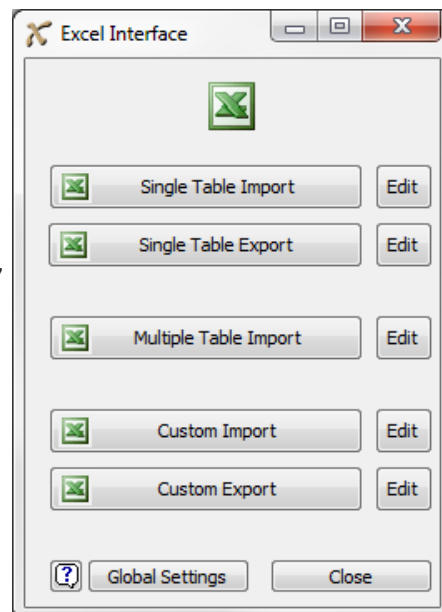 Excel Interface
Single Table Import Edit
Single Table Export Edit
Multiple Table Import Edit
Custom Import Edit
Custom Export Edit
? Global Settings Close